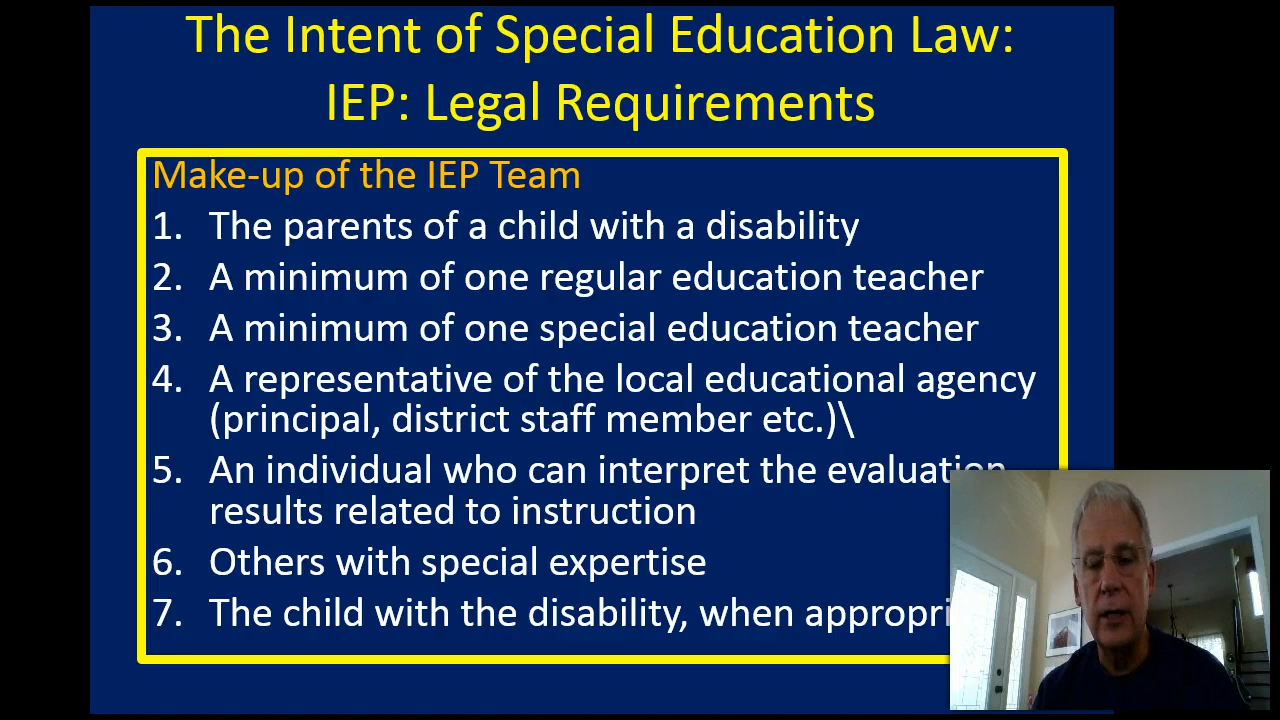 The Intent of Special Education Law:
IEP: Legal Requirements
Make-up of the IEP Team
1. The parents of a child with a disability
2. A minimum of one regular education teacher
3. A minimum of one special education teacher
4. A representative of the local educational agency
(principal, district staff member etc.)\
5. An individual who can interpret the evaluation
results related to instruction
6. Others with special expertise
7. The child with the disability, when